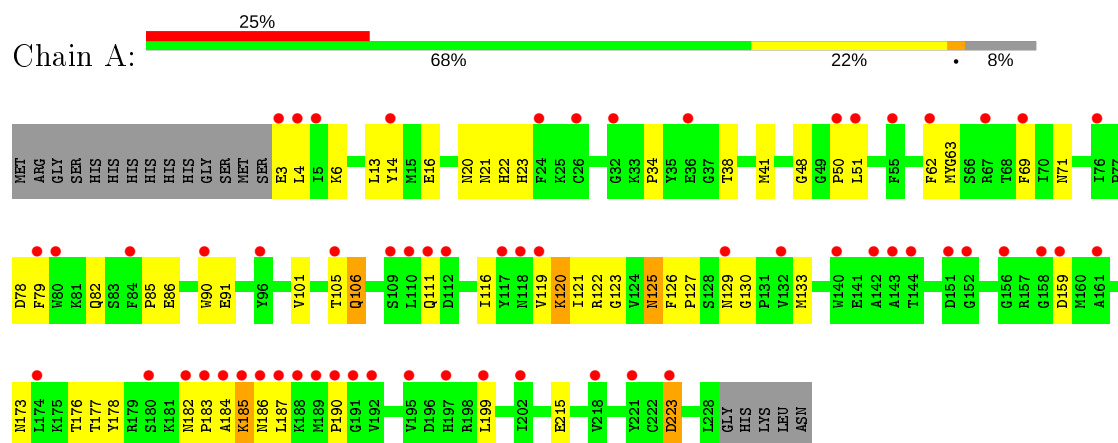 25%
Chain A:
68% 22% • 8%
MET ARG GLY SER HIS HIS HIS HIS HIS HIS GLY SER MET SER E3 L4 I5 K6 L13 Y14 M15 E16 N20 N21 H22 H23 F24 K25 C26 G32 K33 P34 Y35 E36 G37 T38 M41 G48 G49 P50 L51 F55 F62 MYG63 S66 R67 T68 F69 I70 N71 I76 P77
D78 F79 W80 K81 Q82 S83 F84 P85 E86 W90 E91 Y96 V101 T105 Q106 S109 L110 Q111 D112 I116 Y117 N118 V119 K120 I121 R122 G123 V124 N125 F126 P127 S128 N129 G130 P131 V132 M133 W140 E141 A142 A143 T144 D151 G152 G156 R157 G158 D159 M160 A161
N173 L174 K175 T176 T177 Y178 R179 S180 K181 N182 P183 A184 K185 N186 L187 K188 M189 P190 G191 V192 V195 D196 H197 R198 L199 I202 E215 V218 Y221 C222 D223 L228 GLY HIS LYS LEU ASN